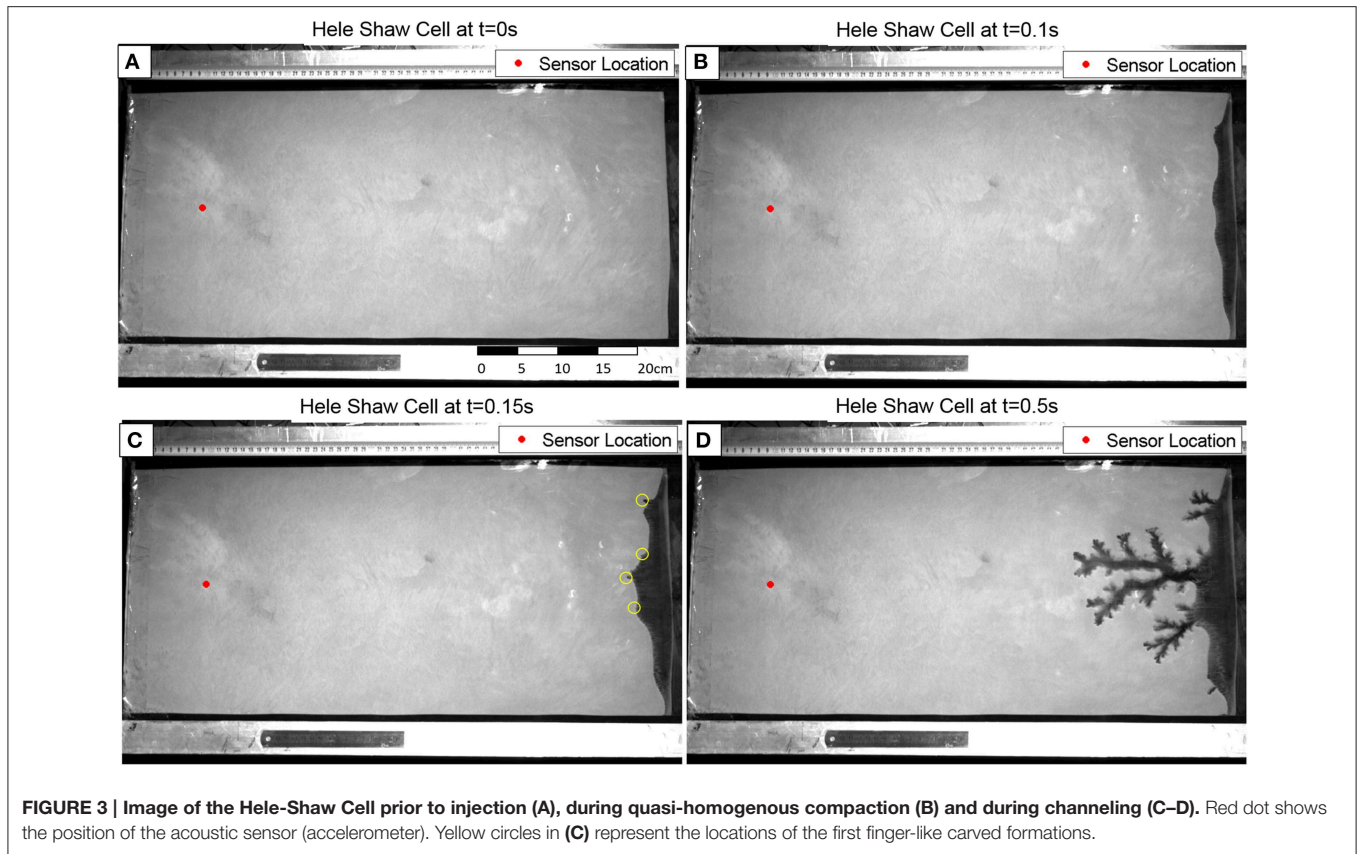 Hele Shaw Cell at t=0s
A
Sensor Location
0 5 10 15 20cm
Hele Shaw Cell at t=0.1s
B
Sensor Location
Hele Shaw Cell at t=0.15s
C
Sensor Location
Hele Shaw Cell at t=0.5s
D
Sensor Location
FIGURE 3 | Image of the Hele-Shaw Cell prior to injection (A), during quasi-homogenous compaction (B) and during channeling (C–D). Red dot shows
the position of the acoustic sensor (accelerometer). Yellow circles in (C) represent the locations of the first finger-like carved formations.